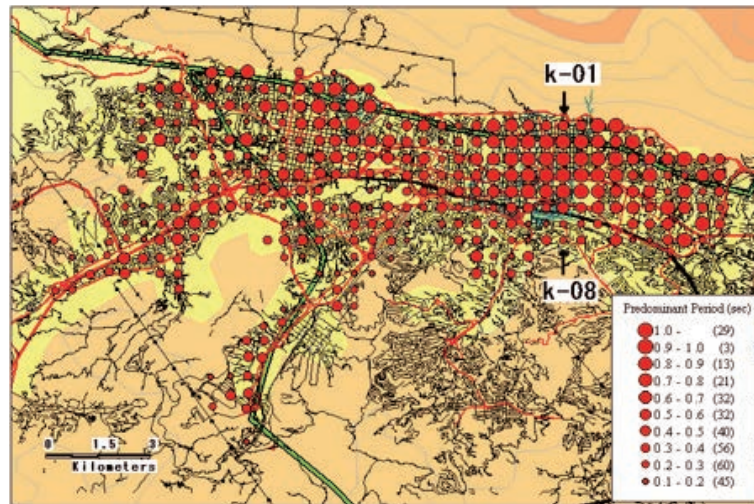 k-01
k-08
Predominant Period (sec)
1.0 - (29)
0.9 - 1.0 (3)
0.8 - 0.9 (13)
0.7 - 0.8 (21)
0.6 - 0.7 (32)
0.5 - 0.6 (32)
0.4 - 0.5 (40)
0.3 - 0.4 (56)
0.2 - 0.3 (60)
0.1 - 0.2 (45)
0 1.5 3
Kilometers